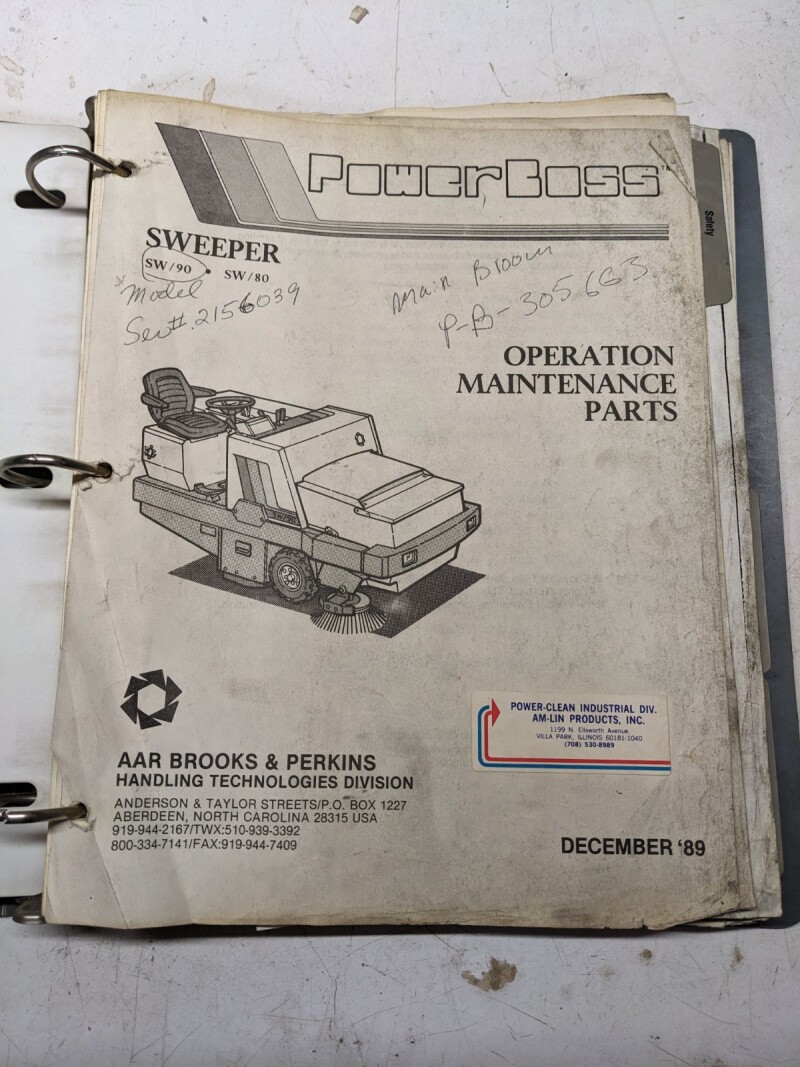 PowerBoss™
Safety
SWEEPER
SW/90 • SW/80
* Model
Ser# 2156039
Main Broom
P-B-305663
OPERATION
MAINTENANCE
PARTS
SW/90
POWER-CLEAN INDUSTRIAL DIV.
AM-LIN PRODUCTS, INC.
1199 N. Ellsworth Avenue
VILLA PARK, ILLINOIS 60181-1040
(708) 530-8989
AAR BROOKS & PERKINS
HANDLING TECHNOLOGIES DIVISION
ANDERSON & TAYLOR STREETS/P.O. BOX 1227
ABERDEEN, NORTH CAROLINA 28315 USA
919-944-2167/TWX:510-939-3392
800-334-7141/FAX:919-944-7409
DECEMBER '89